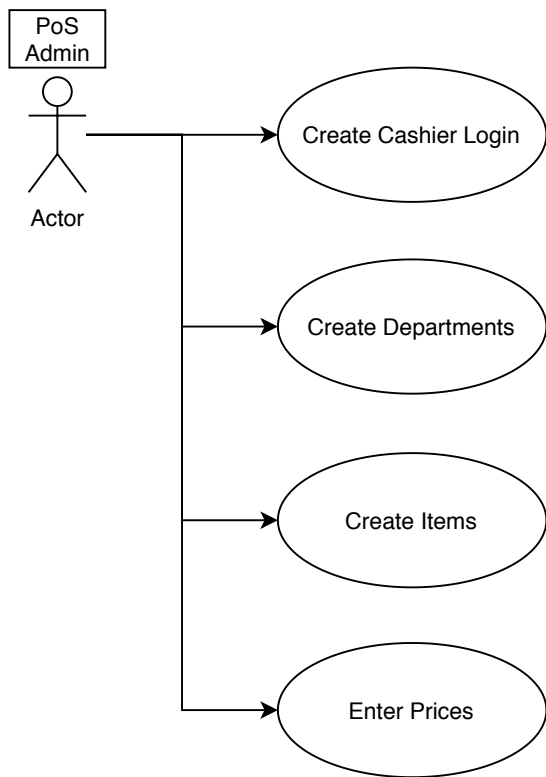 PoS
Admin
Actor
Create Cashier Login
Create Departments
Create Items
Enter Prices